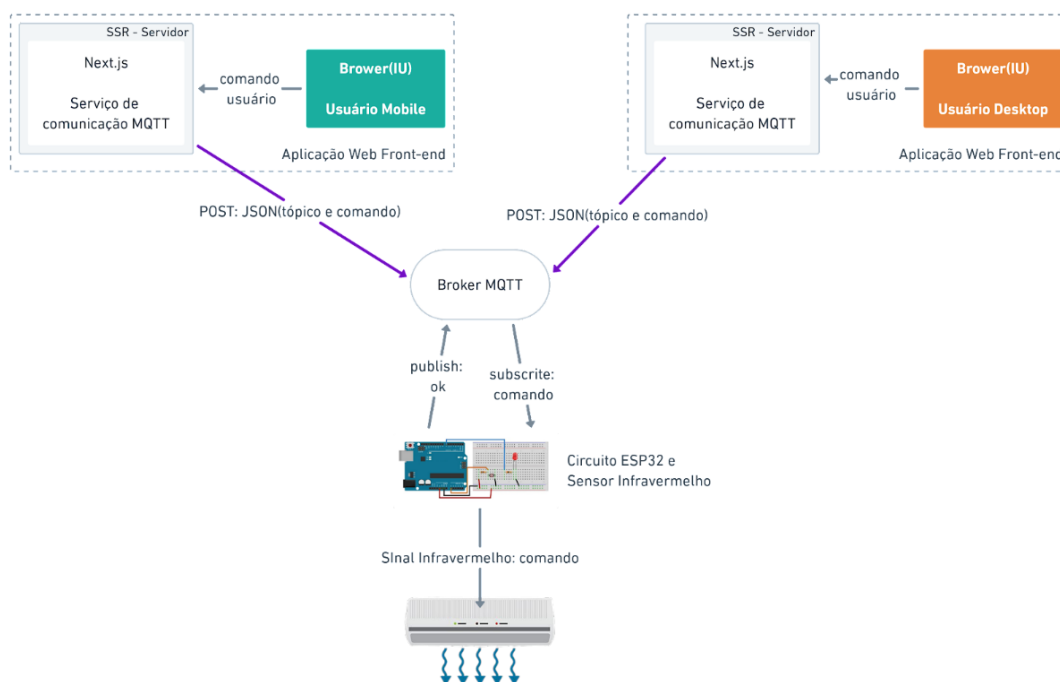 SSR - Servidor
Next.js
Serviço de
comunicação MQTT
comando
usuário
Brower(IU)
Usuário Mobile
Aplicação Web Front-end
SSR - Servidor
Next.js
Serviço de
comunicação MQTT
comando
usuário
Brower(IU)
Usuário Desktop
Aplicação Web Front-end
POST: JSON(tópico e comando)
POST: JSON(tópico e comando)
Broker MQTT
publish:
ok
subscrite:
comando
Circuito ESP32 e
Sensor Infravermelho
SInal Infravermelho: comando